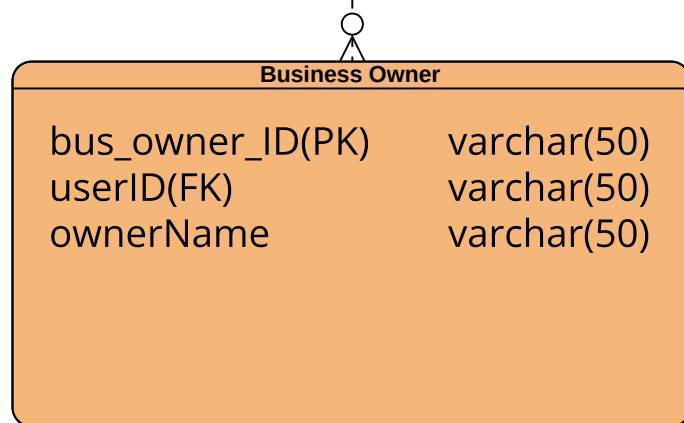 Business Owner
bus_owner_ID(PK) varchar(50)
userID(FK) varchar(50)
ownerName varchar(50)